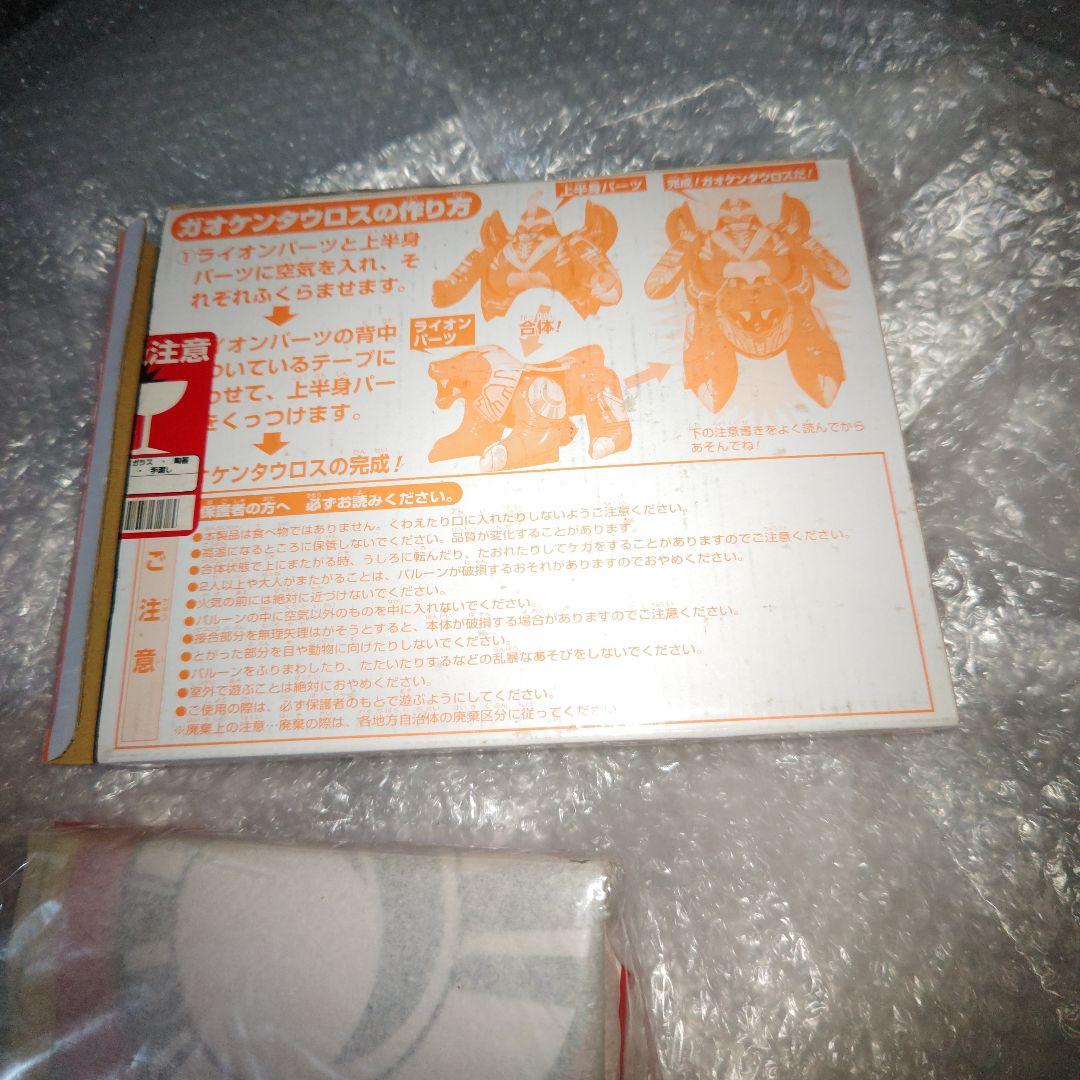 ガオケンタウロスの作り方
①ライオンパーツと上半身
パーツに空気を入れ、そ
れぞれふくらませます。
イオンパーツの背中
ついているテープに
わせて、上半身パー
をくっつけます。
ケンタウロスの完成!
上半身パーツ
完成!ガオケンタウロスだ!
ライオン
パーツ
合体!
下の注意書きをよく読んでから
あそんでね!
注意
ガラス ・ 陶器
・ 手渡し
保護者の方へ 必ずお読みください。
ご注意
●本製品は食べ物ではありません。くわえたり口に入れたりしないようご注意ください。
●高温になるところに保管しないでください。品質が変化することがあります。
●合体状態で上にまたがる時、うしろに転んだり、たおれたりしてケガをすることがありますのでご注意ください。
●2人以上や大人がまたがることは、バルーンが破損するおそれがありますのでおやめください。
●火気の前には絶対に近づけないでください。
●バルーンの中に空気以外のものを中に入れないでください。
●接合部分を無理矢理はがそうとすると、本体が破損する場合がありますのでご注意ください。
●とがった部分を目や動物に向けたりしないでください。
●バルーンをふりまわしたり、たたいたりするなどの乱暴なあそびをしないでください。
●室外で遊ぶことは絶対におやめください。
●ご使用の際は、必ず保護者のもとで遊ぶようにしてください。
※廃棄上の注意…廃棄の際は、各地方自治体の廃棄区分に従ってください